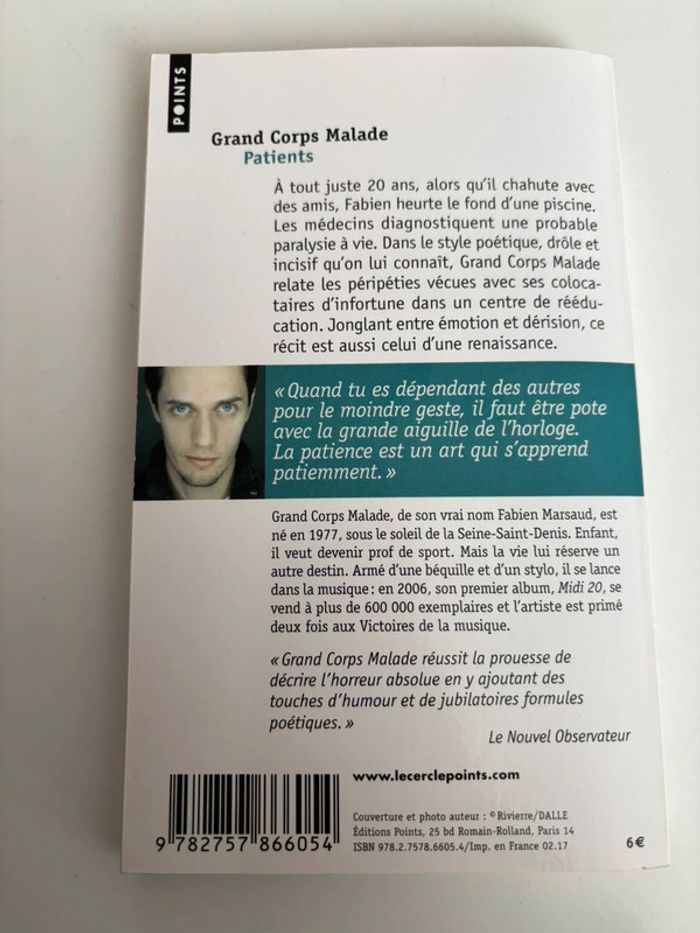 POINTS
Grand Corps Malade
Patients
À tout juste 20 ans, alors qu'il chahute avec
des amis, Fabien heurte le fond d'une piscine.
Les médecins diagnostiquent une probable
paralysie à vie. Dans le style poétique, drôle et
incisif qu'on lui connaît, Grand Corps Malade
relate les péripéties vécues avec ses coloca-
taires d'infortune dans un centre de réédu-
cation. Jonglant entre émotion et dérision, ce
récit est aussi celui d'une renaissance.
« Quand tu es dépendant des autres
pour le moindre geste, il faut être pote
avec la grande aiguille de l'horloge.
La patience est un art qui s'apprend
patiemment. »
Grand Corps Malade, de son vrai nom Fabien Marsaud, est
né en 1977, sous le soleil de la Seine-Saint-Denis. Enfant,
il veut devenir prof de sport. Mais la vie lui réserve un
autre destin. Armé d'une béquille et d'un stylo, il se lance
dans la musique : en 2006, son premier album, Midi 20, se
vend à plus de 600 000 exemplaires et l'artiste est primé
deux fois aux Victoires de la musique.
« Grand Corps Malade réussit la prouesse de
décrire l'horreur absolue en y ajoutant des
touches d'humour et de jubilatoires formules
poétiques. »
Le Nouvel Observateur
www.lecerclepoints.com
Couverture et photo auteur : © Rivierre/DALLE
Éditions Points, 25 bd Romain-Rolland, Paris 14
ISBN 978.2.7578.6605.4/Imp. en France 02.17
6 €
9 782757 866054